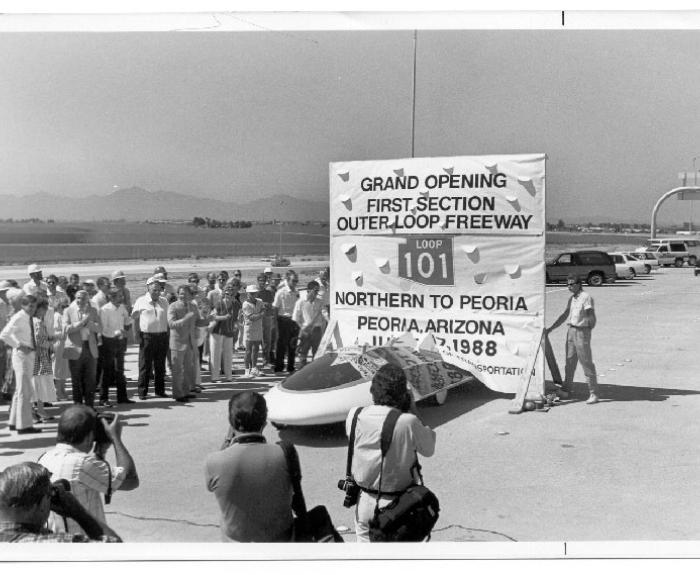 GRAND OPENING
FIRST SECTION
OUTER LOOP FREEWAY
LOOP
101
NORTHERN TO PEORIA
PEORIA, ARIZONA
1988